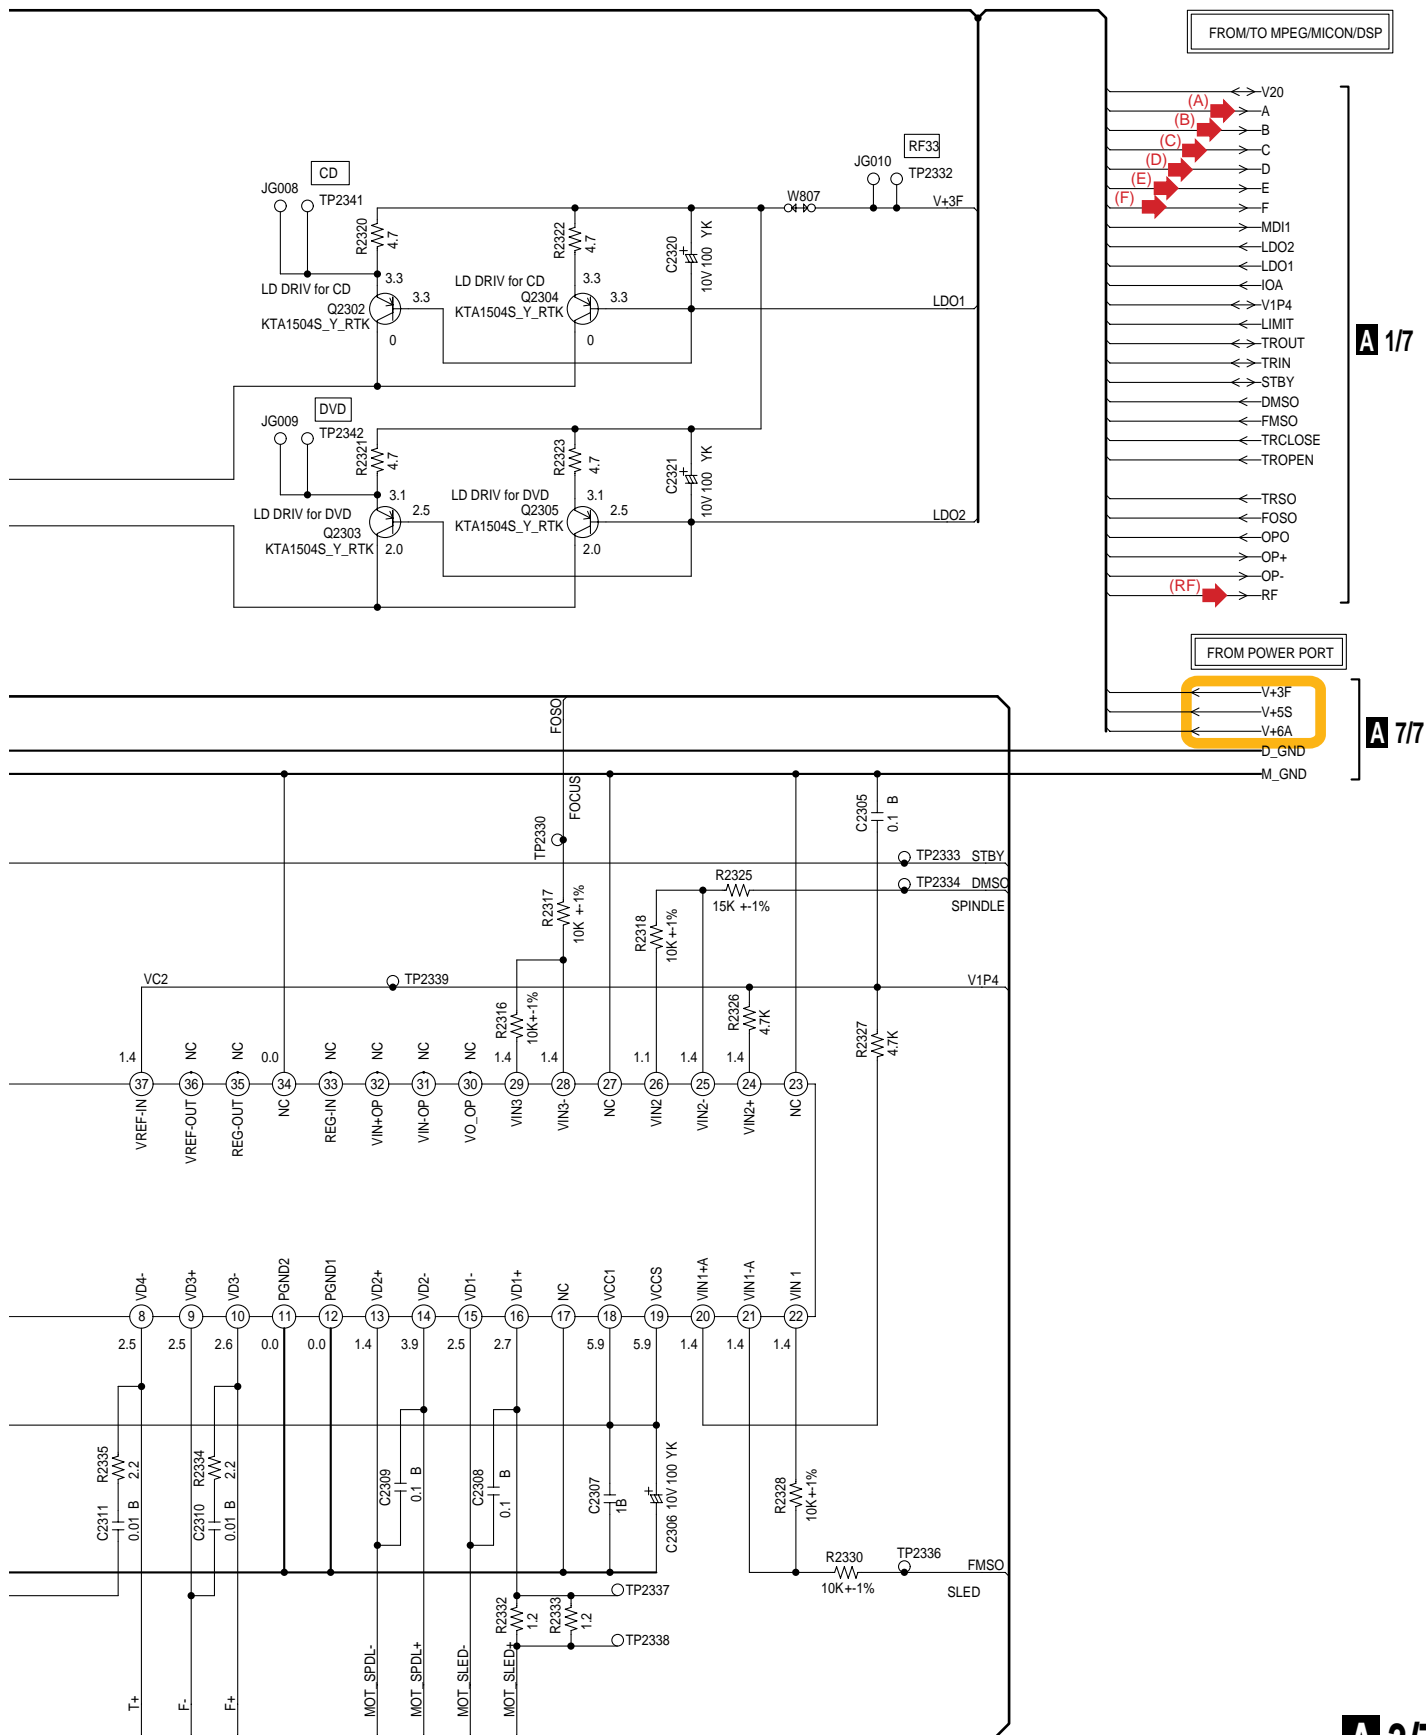 FROM/TO MPEG/MICON/DSP
V20
(A) A
(B) B
(C) C
(D) D
(E) E
(F) F
MDI1
LDO2
LDO1
IOA
V1P4
LIMIT
TROUT
TRIN
STBY
DMSO
FMSO
TRCLOSE
TROPEN
TRSO
FOSO
OPO
OP+
OP-
(RF) RF
A 1/7
FROM POWER PORT
V+3F
V+5S
V+6A
D_GND
M_GND
A 7/7
CD
JG008 TP2341
R2320 4.7
R2322 4.7
C2320 10V 100 YK
W807
JG010 TP2332
RF33
V+3F
LD DRIV for CD
Q2302
KTA1504S_Y_RTK
3.3
3.3
0
LD DRIV for CD
Q2304
KTA1504S_Y_RTK
3.3
3.3
0
LDO1
DVD
JG009 TP2342
R2321 4.7
R2323 4.7
C2321 10V 100 YK
LD DRIV for DVD
Q2303
KTA1504S_Y_RTK
3.1
2.5
2.0
LD DRIV for DVD
Q2305
KTA1504S_Y_RTK
3.1
2.5
2.0
LDO2
FOSO
FOCUS
TP2330
R2317 10K +-1%
C2305 0.1 B
TP2333 STBY
R2325
15K +-1%
TP2334 DMSO
SPINDLE
R2318 10K+-1%
VC2
TP2339
V1P4
R2316 10K+-1%
R2326 4.7K
R2327 4.7K
1.4 NC NC 0.0 NC NC NC NC 1.4 1.4 1.1 1.4 1.4
37 36 35 34 33 32 31 30 29 28 27 26 25 24 23
VREF-IN VREF-OUT REG-OUT NC REG-IN VIN+OP VIN-OP VO_OP VIN3 VIN3- NC VIN2 VIN2- VIN2+ NC
VD4- VD3+ VD3- PGND2 PGND1 VD2+ VD2- VD1- VD1+ NC VCC1 VCCS VIN1+A VIN1-A VIN 1
8 9 10 11 12 13 14 15 16 17 18 19 20 21 22
2.5 2.5 2.6 0.0 0.0 1.4 3.9 2.5 2.7 5.9 5.9 1.4 1.4 1.4
R2335 2.2
C2311 0.01 B
R2334 2.2
C2310 0.01 B
C2309 0.1 B
C2308 0.1 B
C2307 1B
C2306 10V 100 YK
R2328 10K+-1%
R2330
10K+-1%
TP2336
FMSO
SLED
R2332 1.2
R2333 1.2
TP2337
TP2338
T+
F-
F+
MOT_SPDL-
MOT_SPDL+
MOT_SLED-
MOT_SLED+